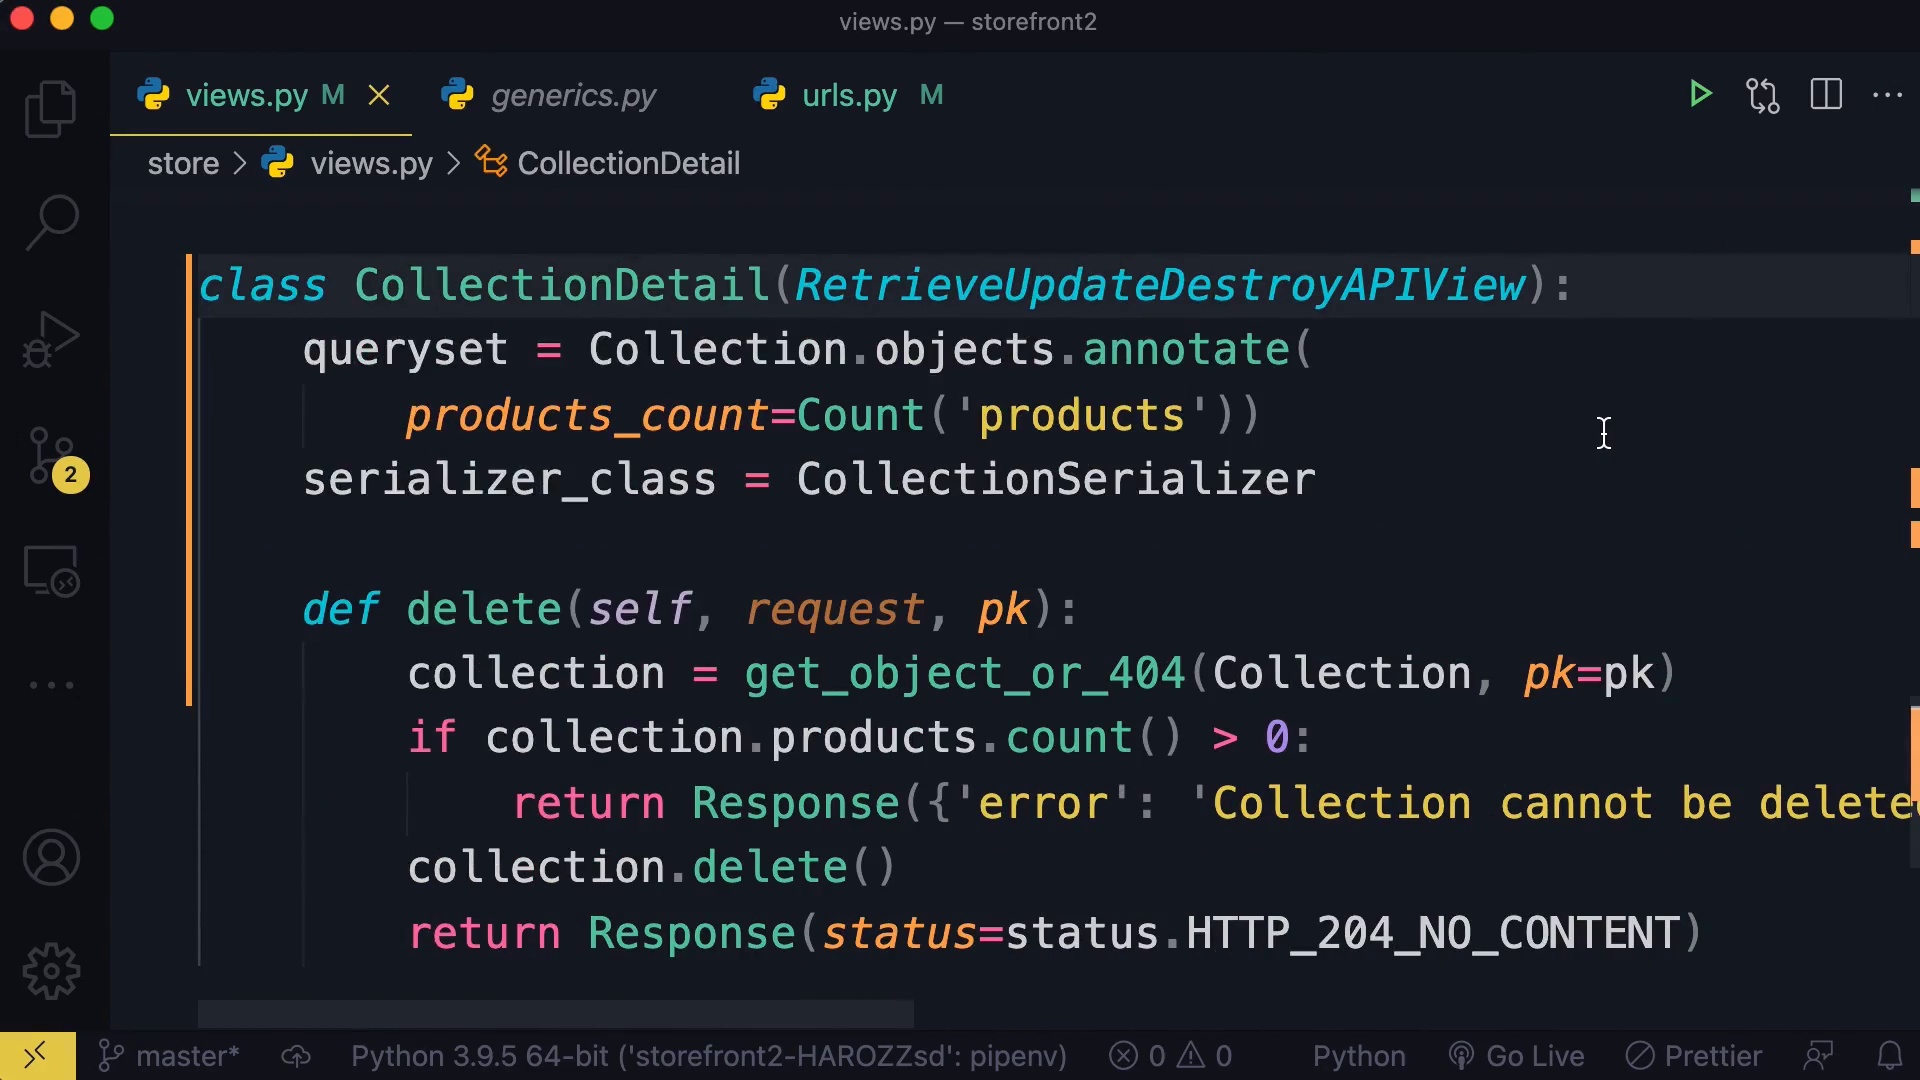 views.py — storefront2
views.py M
generics.py
urls.py M
store > views.py > CollectionDetail
class CollectionDetail(RetrieveUpdateDestroyAPIView):
queryset = Collection.objects.annotate(
products_count=Count('products'))
serializer_class = CollectionSerializer
def delete(self, request, pk):
collection = get_object_or_404(Collection, pk=pk)
if collection.products.count() > 0:
return Response({'error': 'Collection cannot be delete
collection.delete()
return Response(status=status.HTTP_204_NO_CONTENT)
2
master* Python 3.9.5 64-bit ('storefront2-HAROZZsd': pipenv) 0 0 Python Go Live Prettier